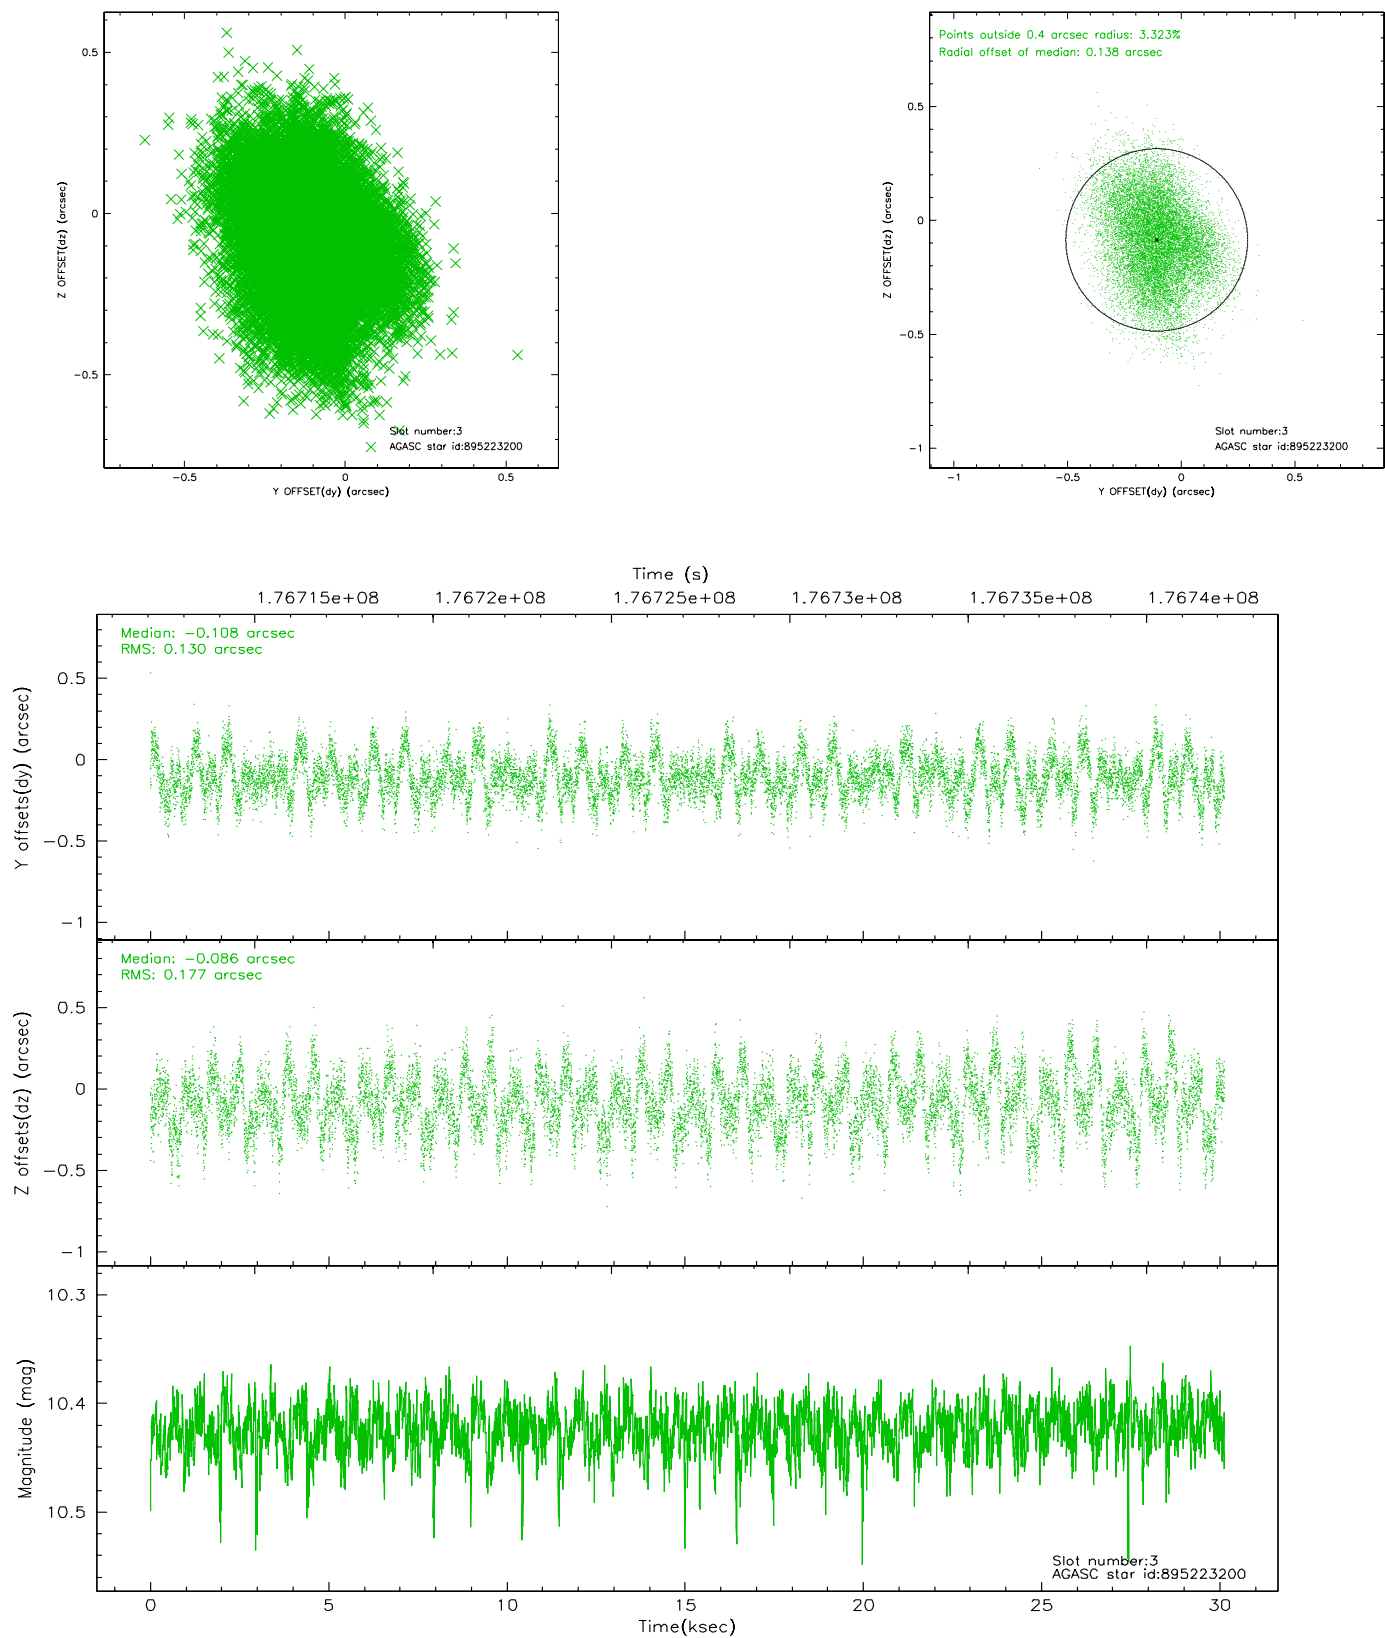 0.5
0
−0.5
Z OFFSET(dz) (arcsec)
Slot number:3
AGASC star id:895223200
−0.5
0
0.5
Y OFFSET(dy) (arcsec)
Points outside 0.4 arcsec radius: 3.323%
Radial offset of median: 0.138 arcsec
0.5
0
−0.5
−1
Z OFFSET(dz) (arcsec)
Slot number:3
AGASC star id:895223200
−1
−0.5
0
0.5
Y OFFSET(dy) (arcsec)
Time (s)
1.76715e+08 1.7672e+08 1.76725e+08 1.7673e+08 1.76735e+08 1.7674e+08
Median: −0.108 arcsec
RMS: 0.130 arcsec
0.5
0
−0.5
−1
Y offsets(dy) (arcsec)
Median: −0.086 arcsec
RMS: 0.177 arcsec
0.5
0
−0.5
−1
Z offsets(dz) (arcsec)
10.3
10.4
10.5
Magnitude (mag)
Slot number:3
AGASC star id:895223200
0 5 10 15 20 25 30
Time(ksec)